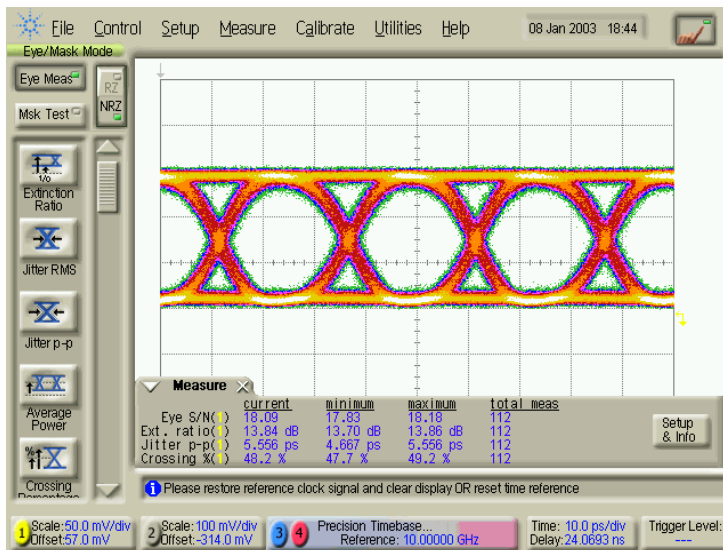 File Control Setup Measure Calibrate Utilities Help 08 Jan 2003 18:44
Eye/Mask Mode
Eye Meas
RZ
NRZ
Msk Test
1/0
Extinction
Ratio
Jitter RMS
Jitter p-p
Average
Power
%
Crossing
Measure
current minimum maximum total meas
Eye S/N(1) 18.09 17.83 18.18 112
Ext. ratio(1) 13.84 dB 13.70 dB 13.86 dB 112
Jitter p-p(1) 5.556 ps 4.667 ps 5.556 ps 112
Crossing %(1) 48.2 % 47.7 % 49.2 % 112
Setup
& Info
Please restore reference clock signal and clear display OR reset time reference
1 Scale:50.0 mV/div
Offset:57.0 mV
2 Scale:100 mV/div
Offset:-314.0 mV
3 4
Precision Timebase...
Reference: 10.00000 GHz
Time: 10.0 ps/div
Delay:24.0693 ns
Trigger Level:
---